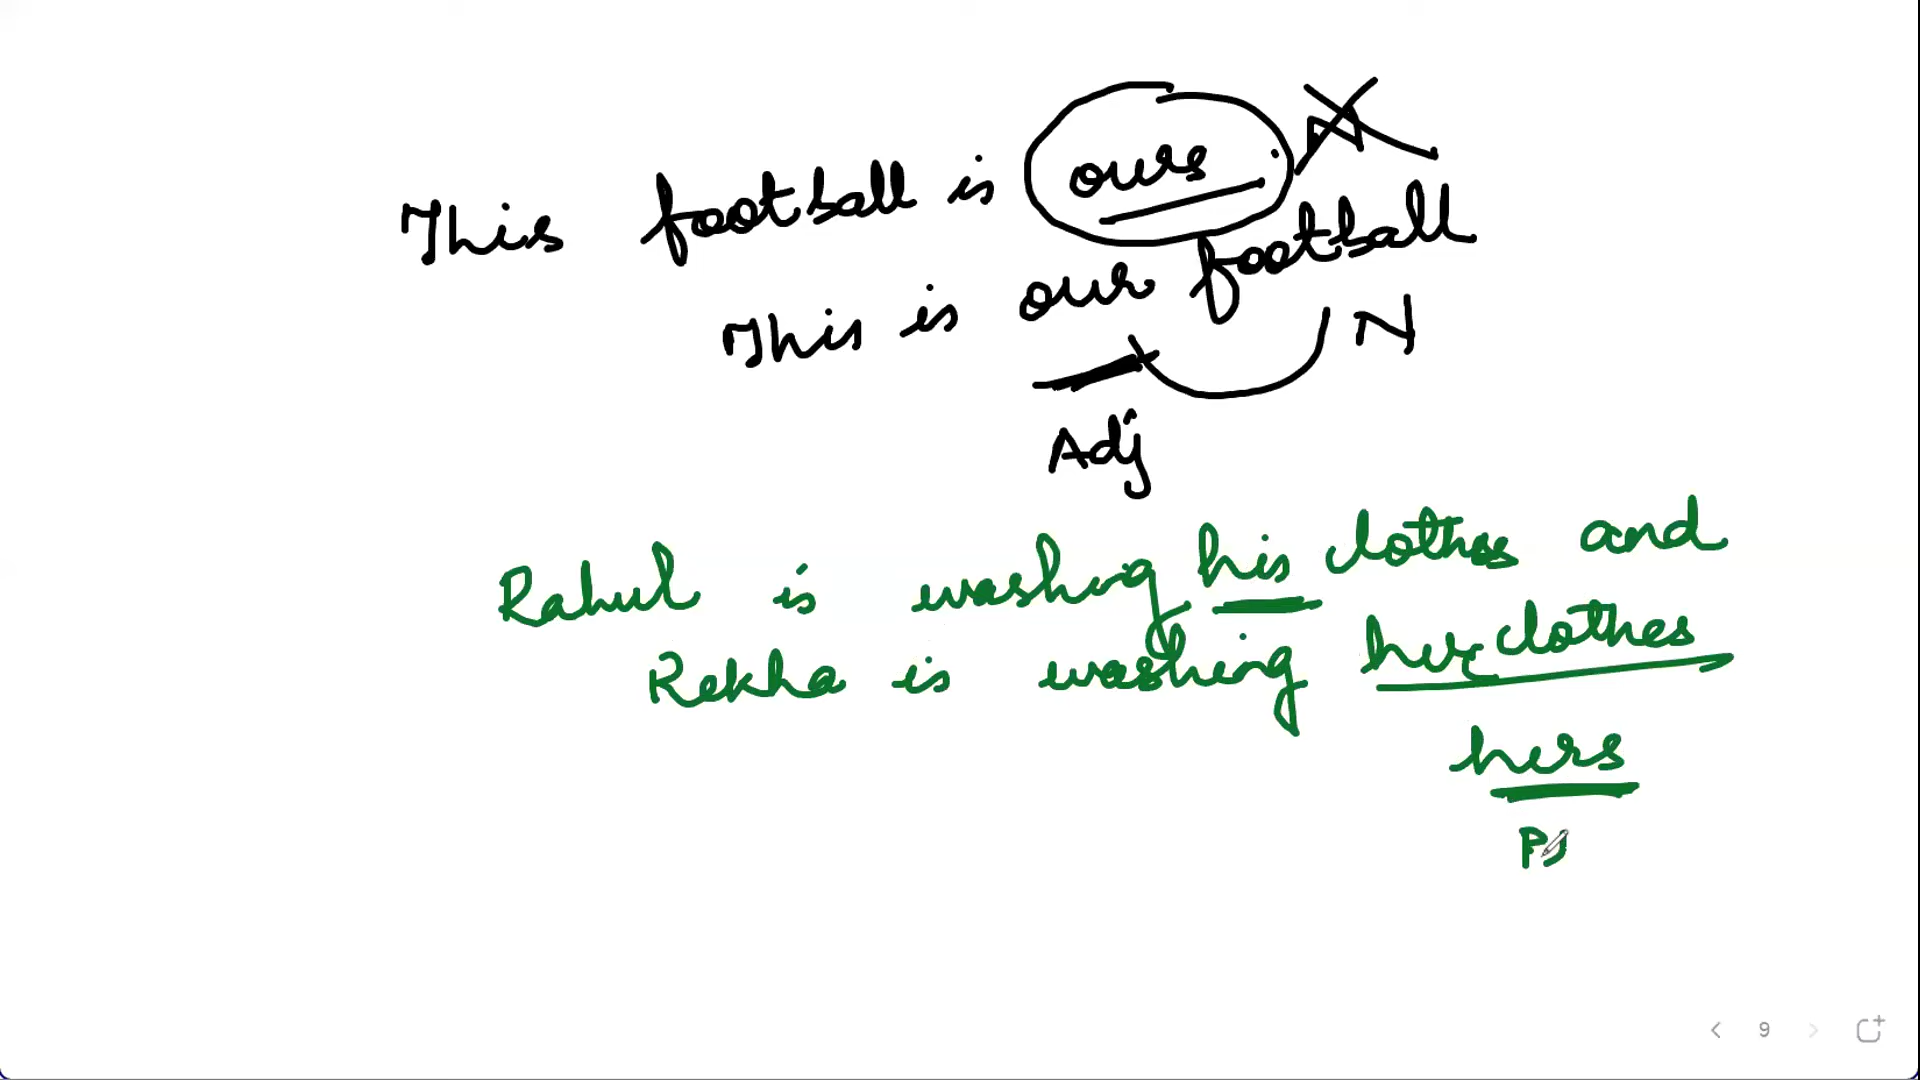 This football is ours N
This is our football
N
Adj
Rahul is washing his clothes and
Rekha is washing her clothes
hers
9